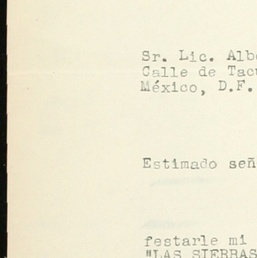 Sr. Lic. Alb
Calle de Tac
México, D.F.
Estimado señ
festarle mi
"LAS SIERRAS